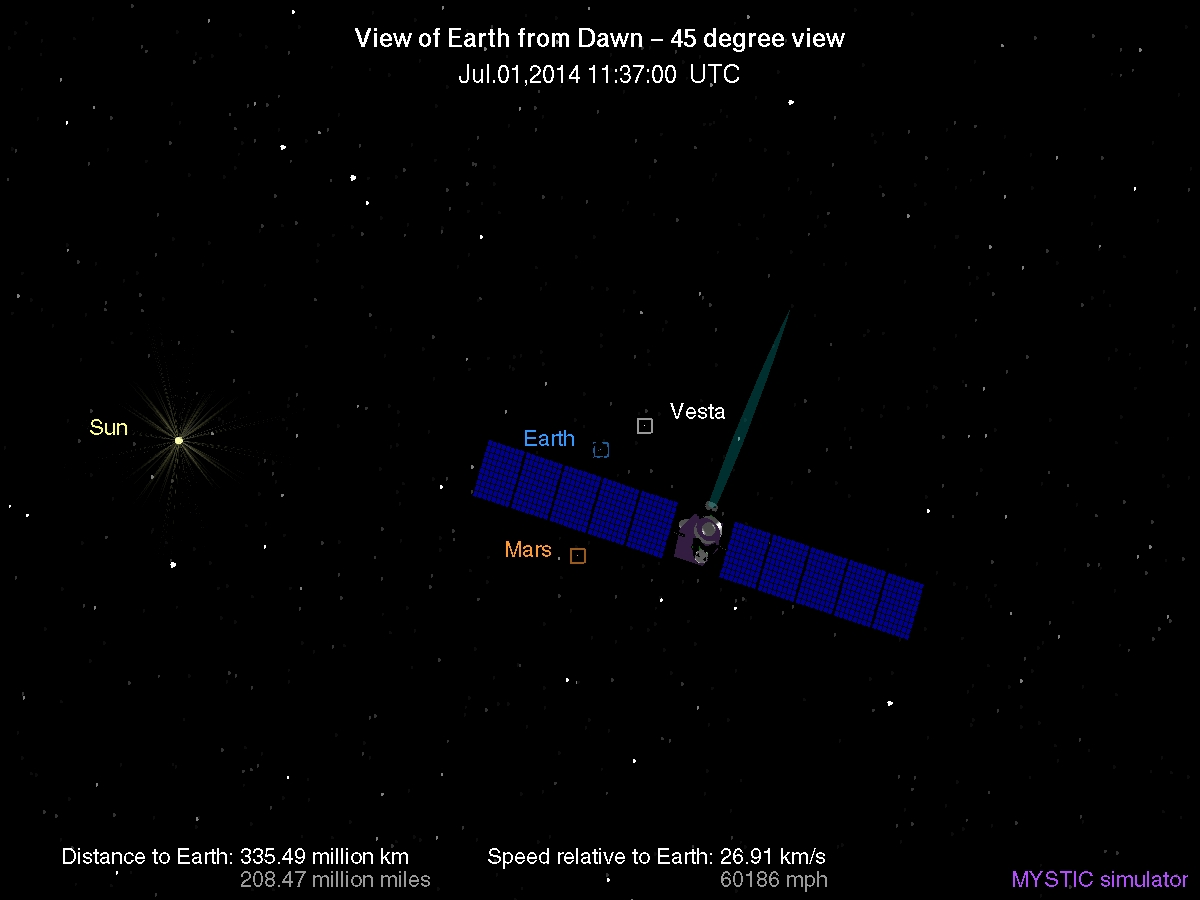 View of Earth from Dawn – 45 degree view
Jul.01,2014 11:37:00 UTC
Vesta
Sun
Earth
Mars
Distance to Earth: 335.49 million km
208.47 million miles
Speed relative to Earth: 26.91 km/s
60186 mph
MYSTIC simulator